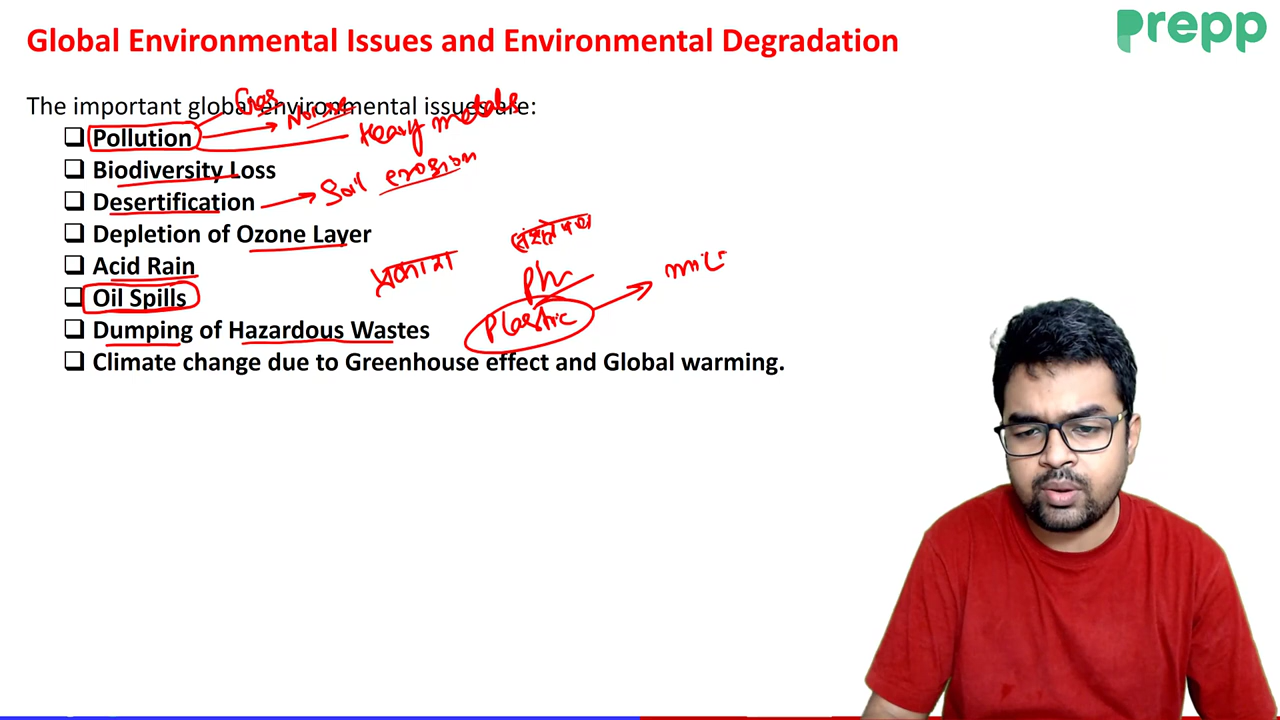 Global Environmental Issues and Environmental Degradation
prepp
The important global environmental issues are:
Gas
Noise
Heavy metals
Pollution
Biodiversity Loss
Desertification
Soil erosion
Depletion of Ozone Layer
Acid Rain
Oil Spills
Plastic
Dumping of Hazardous Wastes
Climate change due to Greenhouse effect and Global warming.